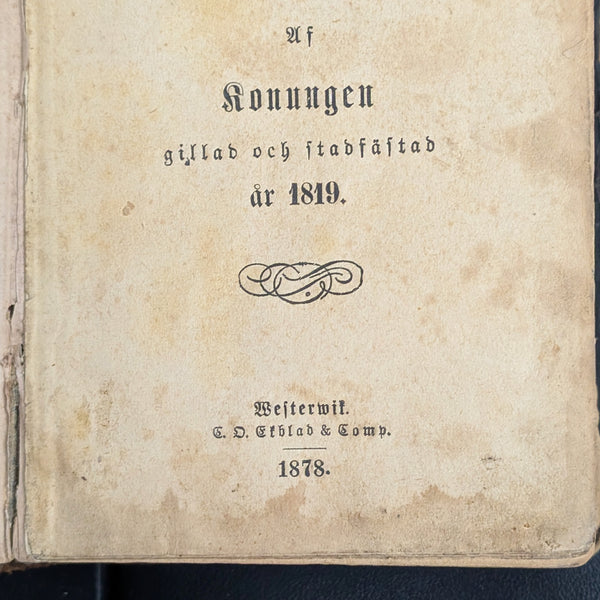 Af
Konungen
gillad och stadfästad
år 1819.
Westerwik.
C. O. Ekblad & Comp.
1878.